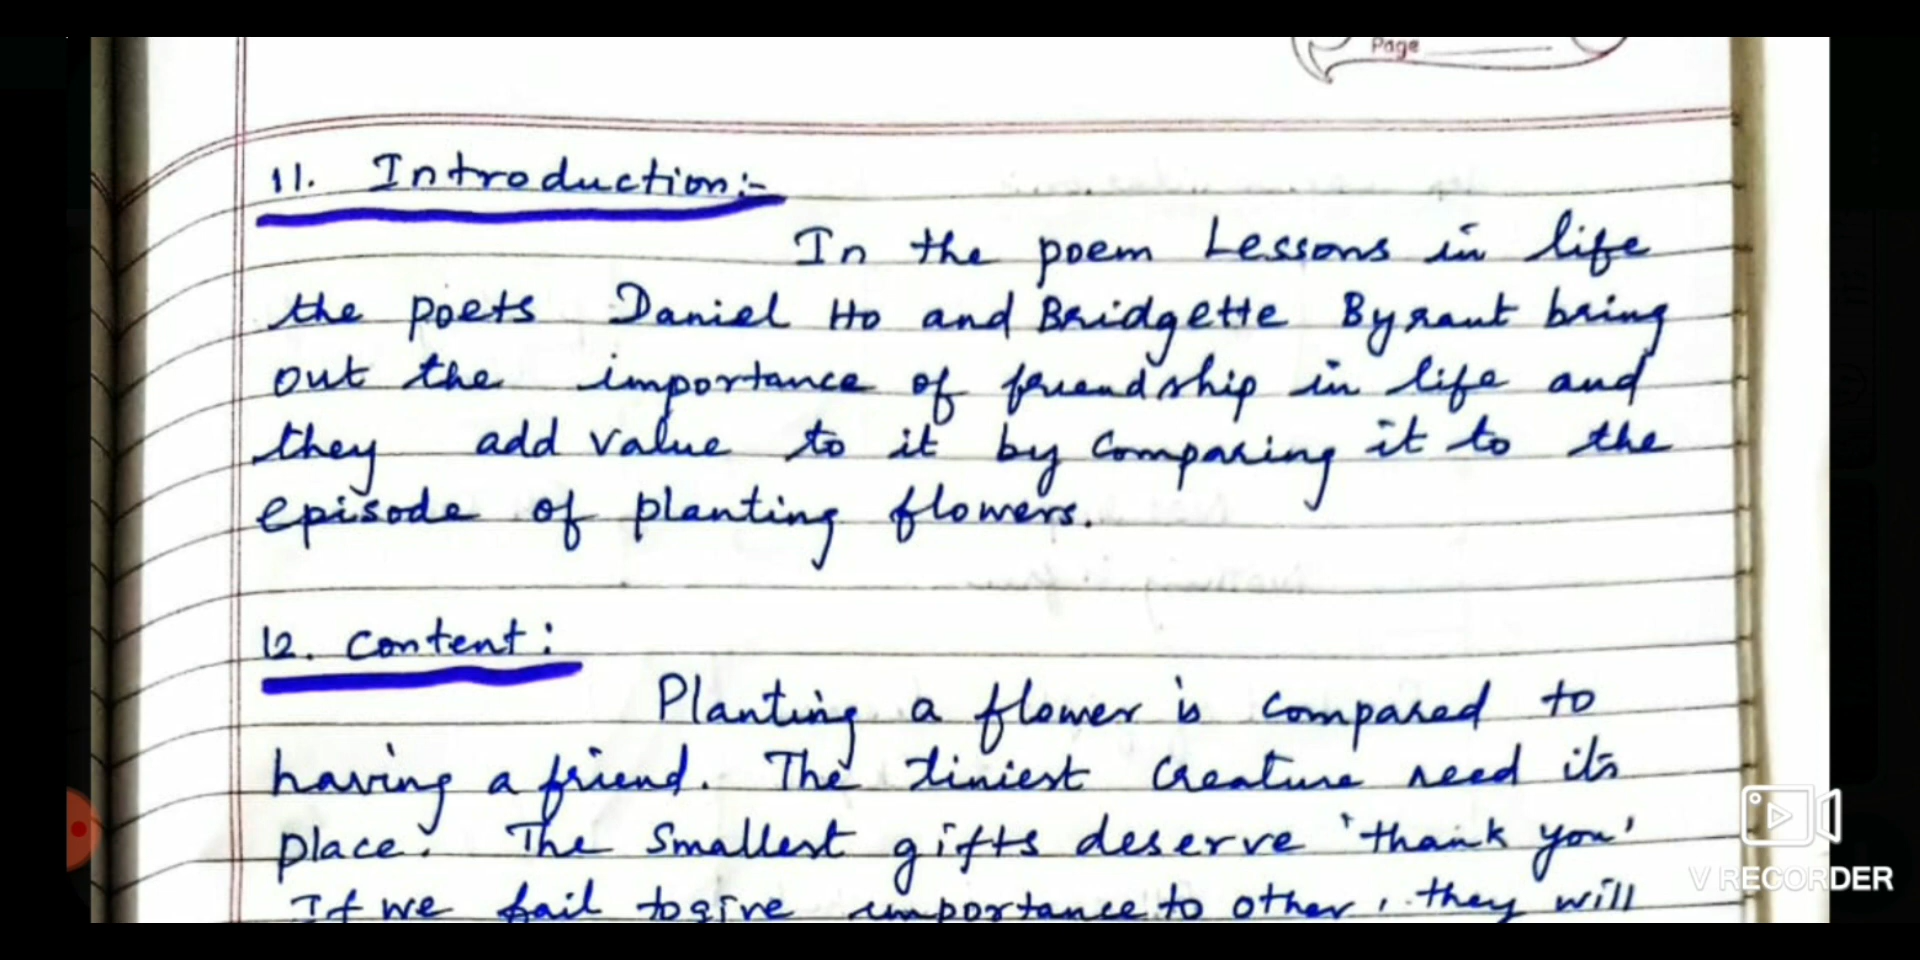 Page
11. Introduction:-
In the poem Lessons in life
the poets Daniel Ho and Bridgette Byraut bring
out the importance of friendship in life and
they add value to it by comparing it to the
episode of planting flowers.
12. Content:
Planting a flower is compared to
having a friend. The tiniest creature need its
place. The smallest gifts deserve 'thank you'
If we fail to give importance to other, they will
V RECORDER